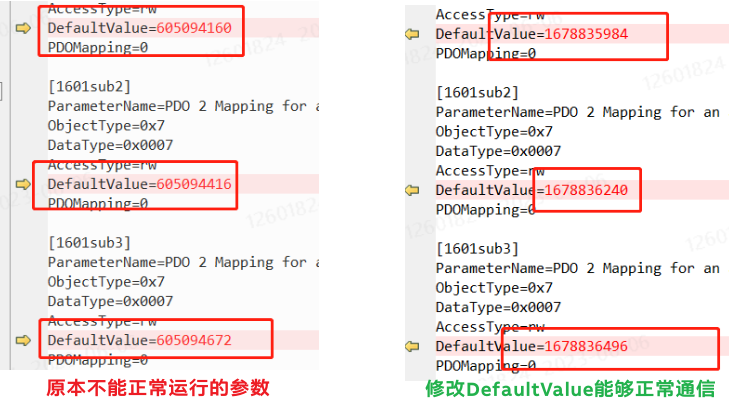 AccessType=rw
DefaultValue=605094160
PDOMapping=0
[1601sub2]
ParameterName=PDO 2 Mapping for a
ObjectType=0x7
DataType=0x0007
AccessType=rw
DefaultValue=605094416
PDOMapping=0
[1601sub3]
ParameterName=PDO 2 Mapping for a
ObjectType=0x7
DataType=0x0007
AccessType=rw
DefaultValue=605094672
PDOMapping=0
原本不能正常运行的参数
AccessType=rw
DefaultValue=1678835984
PDOMapping=0
[1601sub2]
ParameterName=PDO 2 Mapping for an
ObjectType=0x7
DataType=0x0007
AccessType=rw
DefaultValue=1678836240
PDOMapping=0
[1601sub3]
ParameterName=PDO 2 Mapping for an
ObjectType=0x7
DataType=0x0007
AccessType=rw
DefaultValue=1678836496
PDOMapping=0
修改DefaultValue能够正常通信
12601824